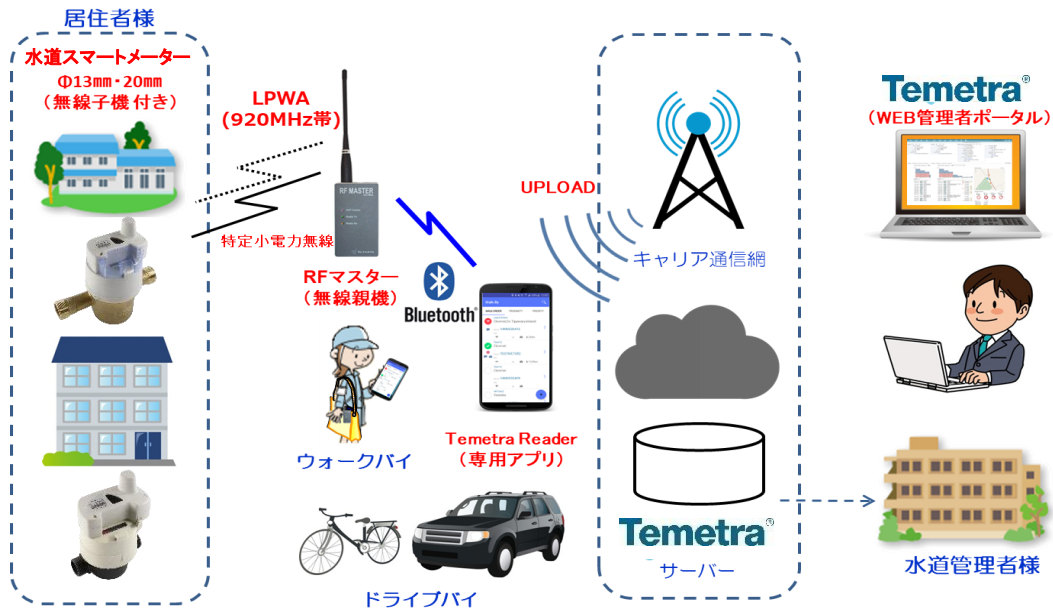 居住者様
水道スマートメーター
Φ13mm・20mm
（無線子機付き）
LPWA
(920MHz帯)
RF MASTER
特定小電力無線
RFマスター
（無線親機）
Bluetooth®
ウォークバイ
Temetra Reader
（専用アプリ）
ドライブバイ
UPLOAD
キャリア通信網
Temetra®
サーバー
Temetra®
（WEB管理者ポータル）
水道管理者様